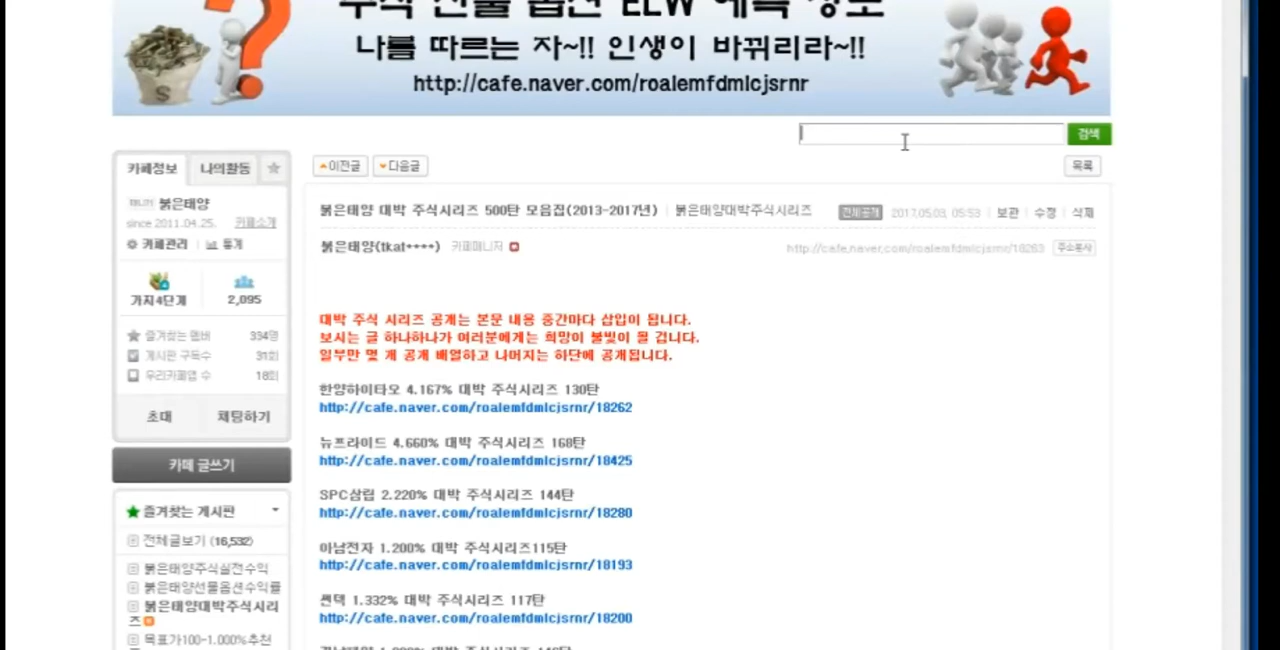 주식 선물 옵션 ELW 예측 정보
나를 따르는 자~!! 인생이 바뀌리라~!!
http://cafe.naver.com/roalemfdmlcjsrnr
검색
카페정보 나의활동
이전글 다음글 목록
매니저 붉은태양
since 2011.04.25. 카페소개
카페관리 통계
가지4단계 2,095
즐겨찾는 멤버 334명
게시판 구독수 31회
우리카페앱 수 18회
초대 채팅하기
카페 글쓰기
즐겨찾는 게시판
전체글보기 (16,532)
붉은태양주식실전수익
붉은태양선물옵션수익률
붉은태양대박주식시리
즈
목표가100~1.000%추천
붉은태양 대박 주식시리즈 500탄 모음집(2013-2017년) 붉은태양대박주식시리즈 전체공개 2017.05.03. 05:53 보관 수정 삭제
붉은태양(tkat****) 카페매니저 http://cafe.naver.com/roalemfdmlcjsrnr/18263 주소복사
대박 주식 시리즈 공개는 본문 내용 중간마다 삽입이 됩니다.
보시는 글 하나하나가 여러분에게는 희망이 불빛이 될 겁니다.
일부만 몇 개 공개 배열하고 나머지는 하단에 공개됩니다.
한양하이타오 4.167% 대박 주식시리즈 130탄
http://cafe.naver.com/roalemfdmlcjsrnr/18262
뉴프라이드 4.660% 대박 주식시리즈 168탄
http://cafe.naver.com/roalemfdmlcjsrnr/18425
SPC삼립 2.220% 대박 주식시리즈 144탄
http://cafe.naver.com/roalemfdmlcjsrnr/18280
아남전자 1.200% 대박 주식시리즈115탄
http://cafe.naver.com/roalemfdmlcjsrnr/18193
쎈텍 1.332% 대박 주식시리즈 117탄
http://cafe.naver.com/roalemfdmlcjsrnr/18200